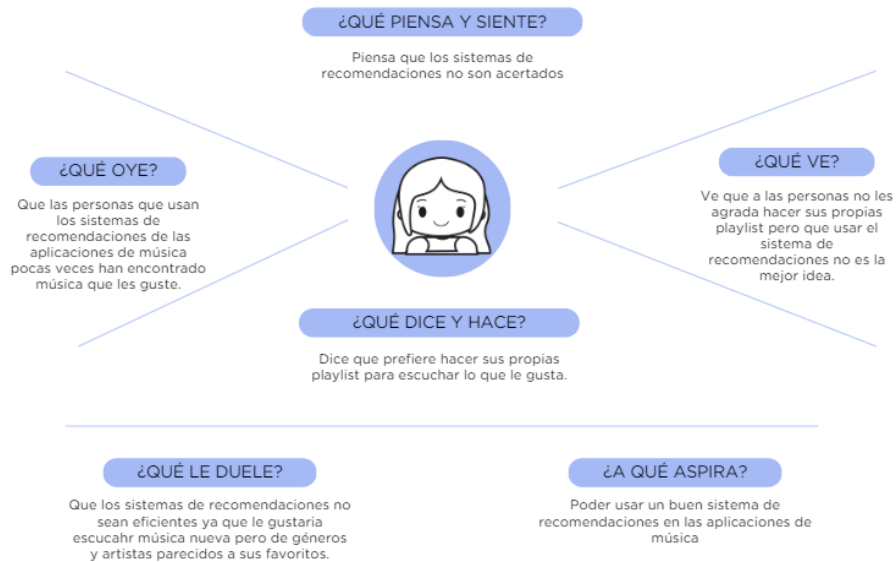 ¿QUÉ PIENSA Y SIENTE?
Piensa que los sistemas de
recomendaciones no son acertados
¿QUÉ OYE?
Que las personas que usan
los sistemas de
recomendaciones de las
aplicaciones de música
pocas veces han encontrado
música que les guste.
¿QUÉ VE?
Ve que a las personas no les
agrada hacer sus propias
playlist pero que usar el
sistema de
recomendaciones no es la
mejor idea.
¿QUÉ DICE Y HACE?
Dice que prefiere hacer sus propias
playlist para escuchar lo que le gusta.
¿QUÉ LE DUELE?
Que los sistemas de recomendaciones no
sean eficientes ya que le gustaria
escucahr música nueva pero de géneros
y artistas parecidos a sus favoritos.
¿A QUÉ ASPIRA?
Poder usar un buen sistema de
recomendaciones en las aplicaciones de
música